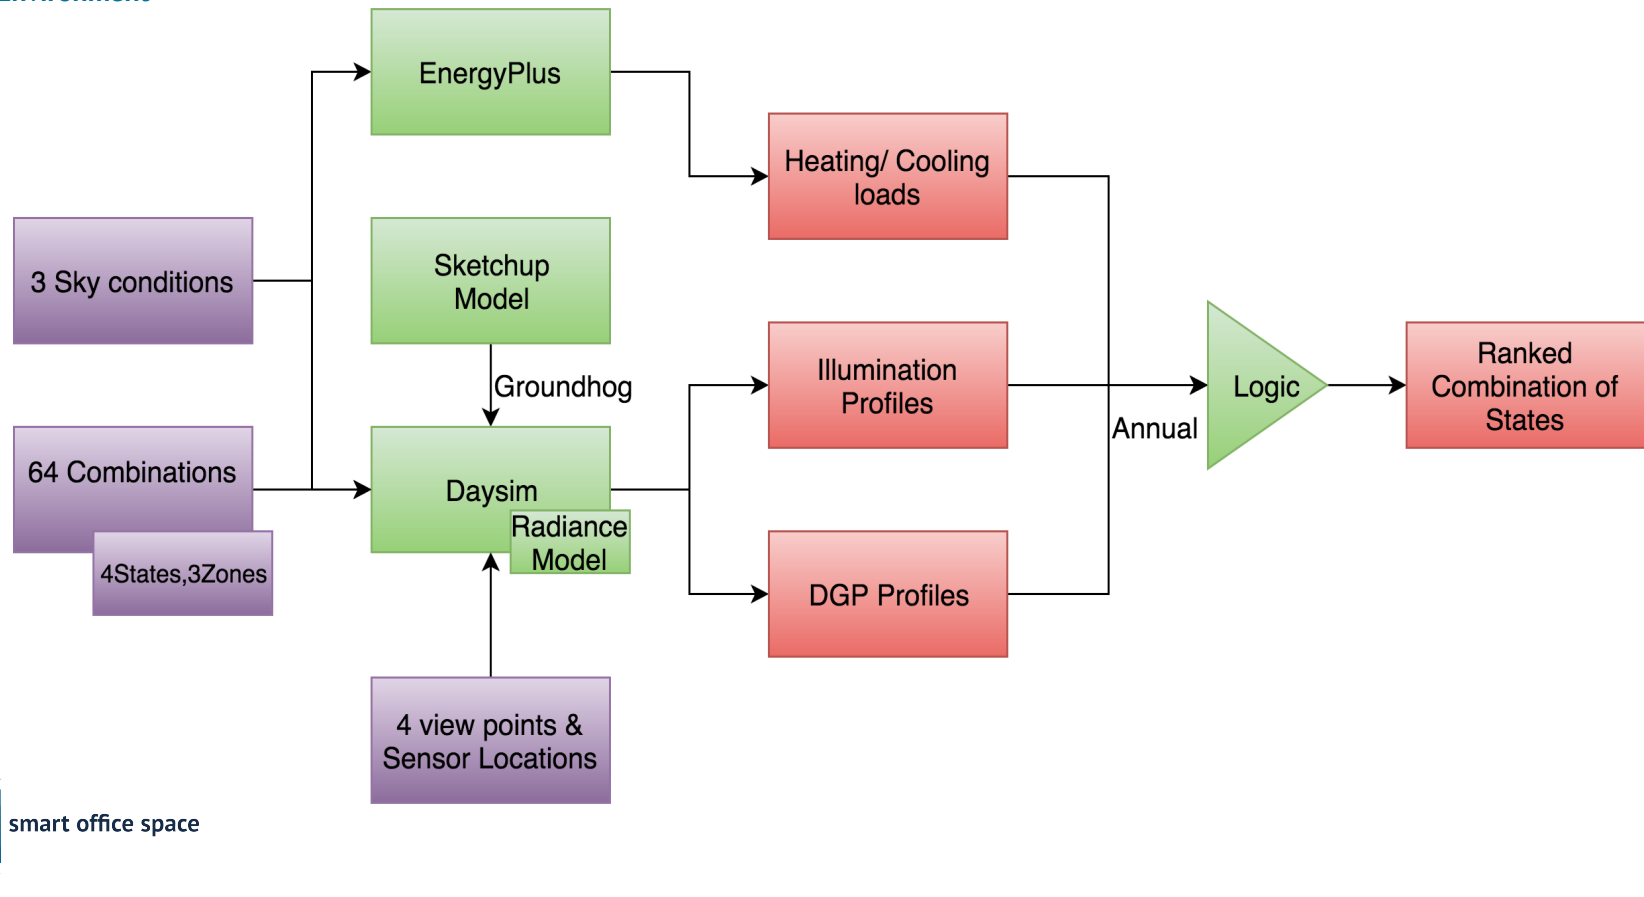 EnergyPlus
Heating/ Cooling
loads
3 Sky conditions
Sketchup
Model
Groundhog
Illumination
Profiles
Logic
Ranked
Combination of
States
Annual
64 Combinations
4States,3Zones
Daysim
Radiance
Model
DGP Profiles
4 view points &
Sensor Locations
smart office space